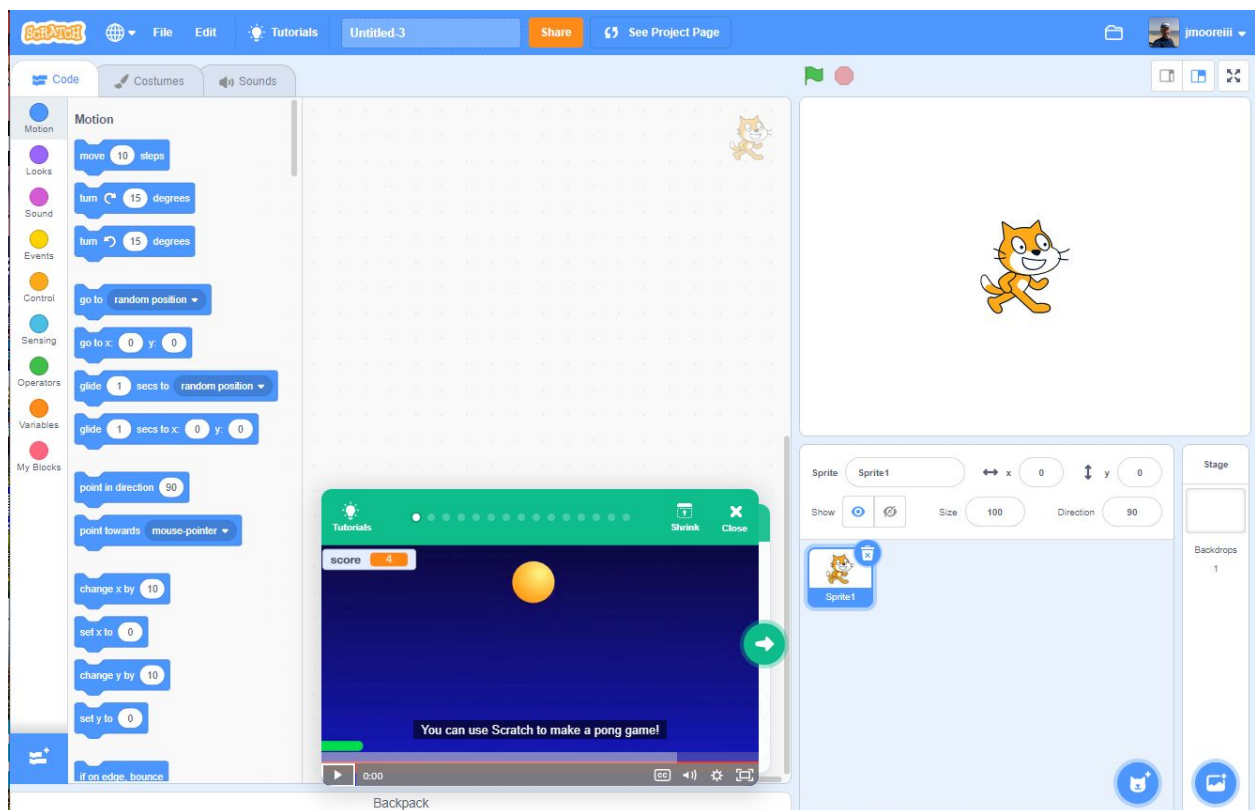 SCRATCH File Edit Tutorials Untitled-3 Share See Project Page jmooreiii
Code Costumes Sounds
Motion
Looks
Sound
Events
Control
Sensing
Operators
Variables
My Blocks
Motion
move 10 steps
turn 15 degrees
turn 15 degrees
go to random position
go to x: 0 y: 0
glide 1 secs to random position
glide 1 secs to x: 0 y: 0
point in direction 90
point towards mouse-pointer
change x by 10
set x to 0
change y by 10
set y to 0
if on edge, bounce
Tutorials Shrink Close
score 4
You can use Scratch to make a pong game!
0:00 CC
Backpack
Sprite Sprite1 x 0 y 0
Show Size 100 Direction 90
Sprite1
Stage
Backdrops
1